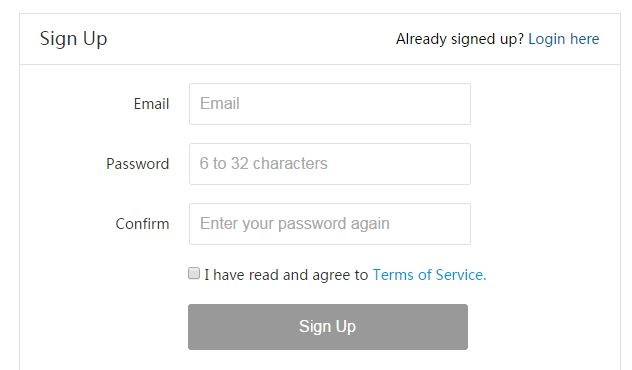 Sign Up
Already signed up? Login here
Email
Email
Password
6 to 32 characters
Confirm
Enter your password again
I have read and agree to Terms of Service.
Sign Up